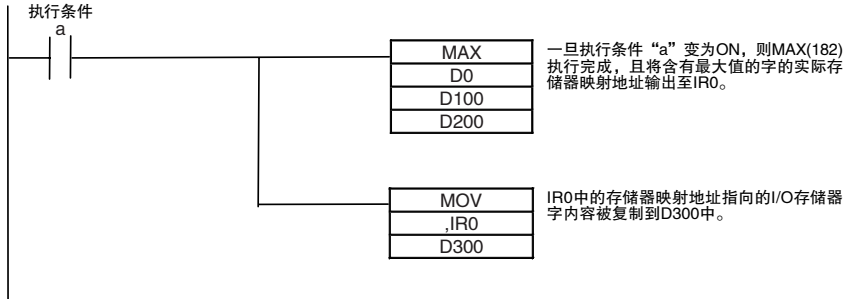 执行条件
a
MAX
D0
D100
D200
一旦执行条件“a”变为ON，则MAX(182)
执行完成，且将含有最大值的字的实际存
储器映射地址输出至IR0。
MOV
,IR0
D300
IR0中的存储器映射地址指向的I/O存储器
字内容被复制到D300中。